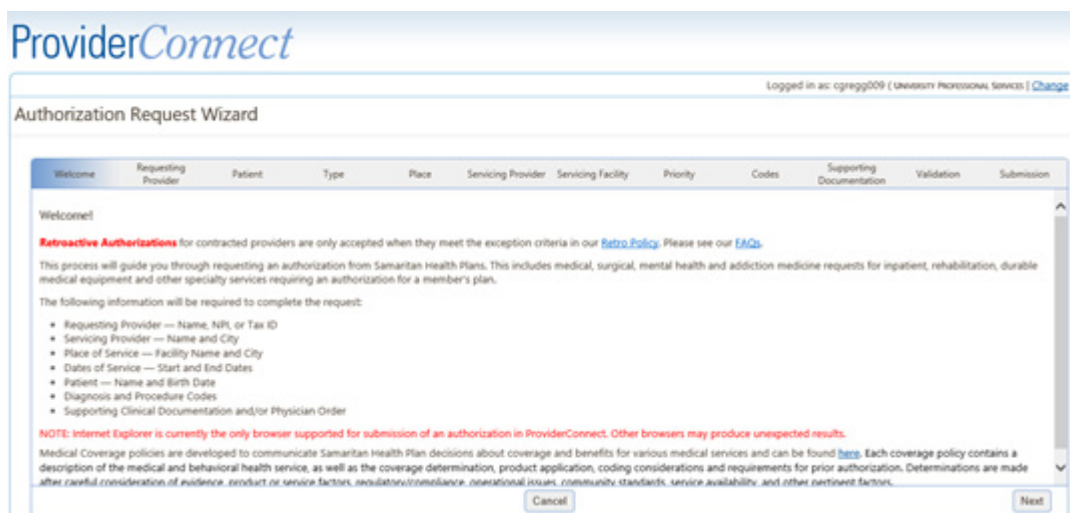 ProviderConnect
Logged in as: cgregg009 ( UNIVERSITY PROFESSIONAL SERVICES | Change
Authorization Request Wizard
Welcome
Requesting
Provider
Patient
Type
Place
Servicing Provider
Servicing Facility
Priority
Codes
Supporting
Documentation
Validation
Submission
Welcome!
Retroactive Authorizations for contracted providers are only accepted when they meet the exception criteria in our Retro Policy. Please see our FAQs.
This process will guide you through requesting an authorization from Samaritan Health Plans. This includes medical, surgical, mental health and addiction medicine requests for inpatient, rehabilitation, durable
medical equipment and other specialty services requiring an authorization for a member's plan.
The following information will be required to complete the request:
• Requesting Provider — Name, NPI, or Tax ID
• Servicing Provider — Name and City
• Place of Service — Facility Name and City
• Dates of Service — Start and End Dates
• Patient — Name and Birth Date
• Diagnosis and Procedure Codes
• Supporting Clinical Documentation and/or Physician Order
NOTE: Internet Explorer is currently the only browser supported for submission of an authorization in ProviderConnect. Other browsers may produce unexpected results.
Medical Coverage policies are developed to communicate Samaritan Health Plan decisions about coverage and benefits for various medical services and can be found here. Each coverage policy contains a
description of the medical and behavioral health service, as well as the coverage determination, product application, coding considerations and requirements for prior authorization. Determinations are made
after careful consideration of evidence, product or service factors, regulatory/compliance, operational issues, community standards, service availability, and other pertinent factors.
Cancel
Next